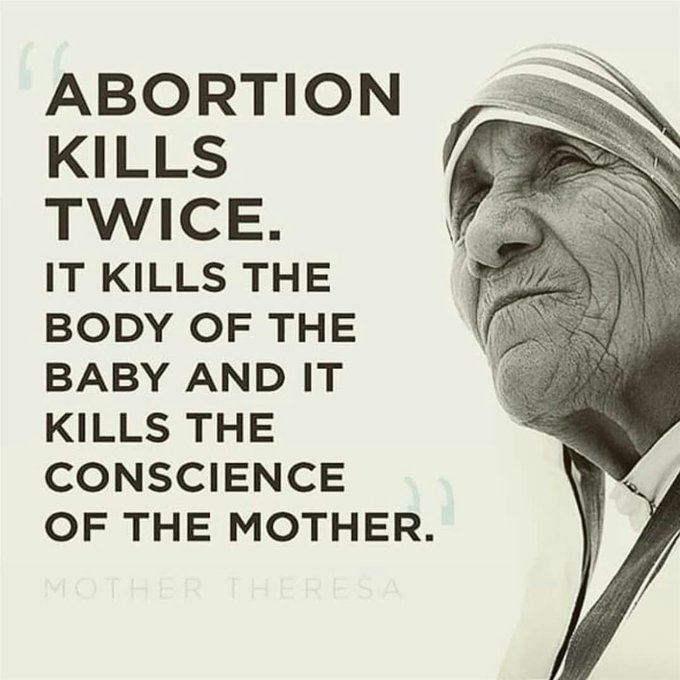 “ABORTION
KILLS
TWICE.
IT KILLS THE
BODY OF THE
BABY AND IT
KILLS THE
CONSCIENCE
OF THE MOTHER.”
MOTHER THERESA